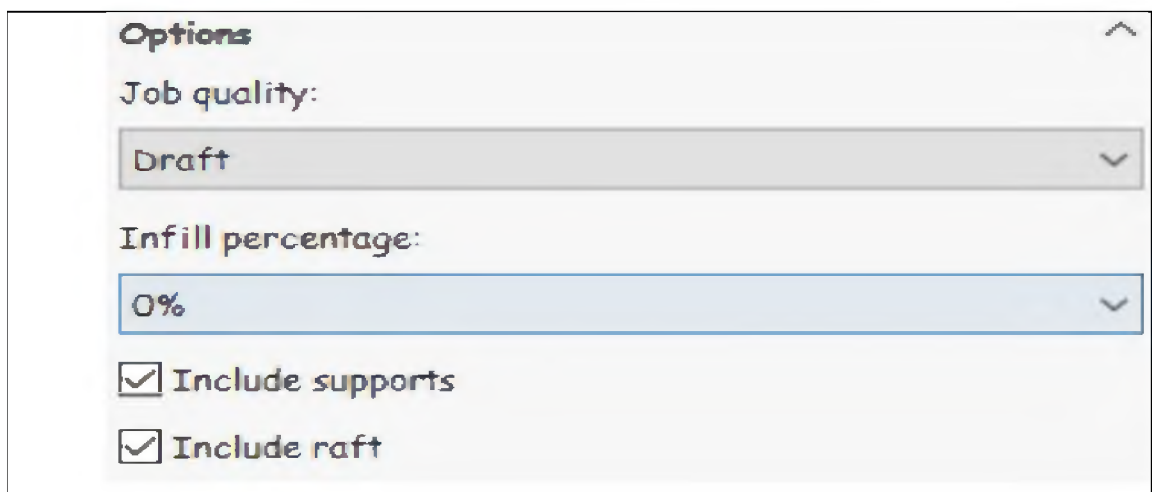 Options
Job quality:
Draft
Infill percentage:
0%
Include supports
Include raft